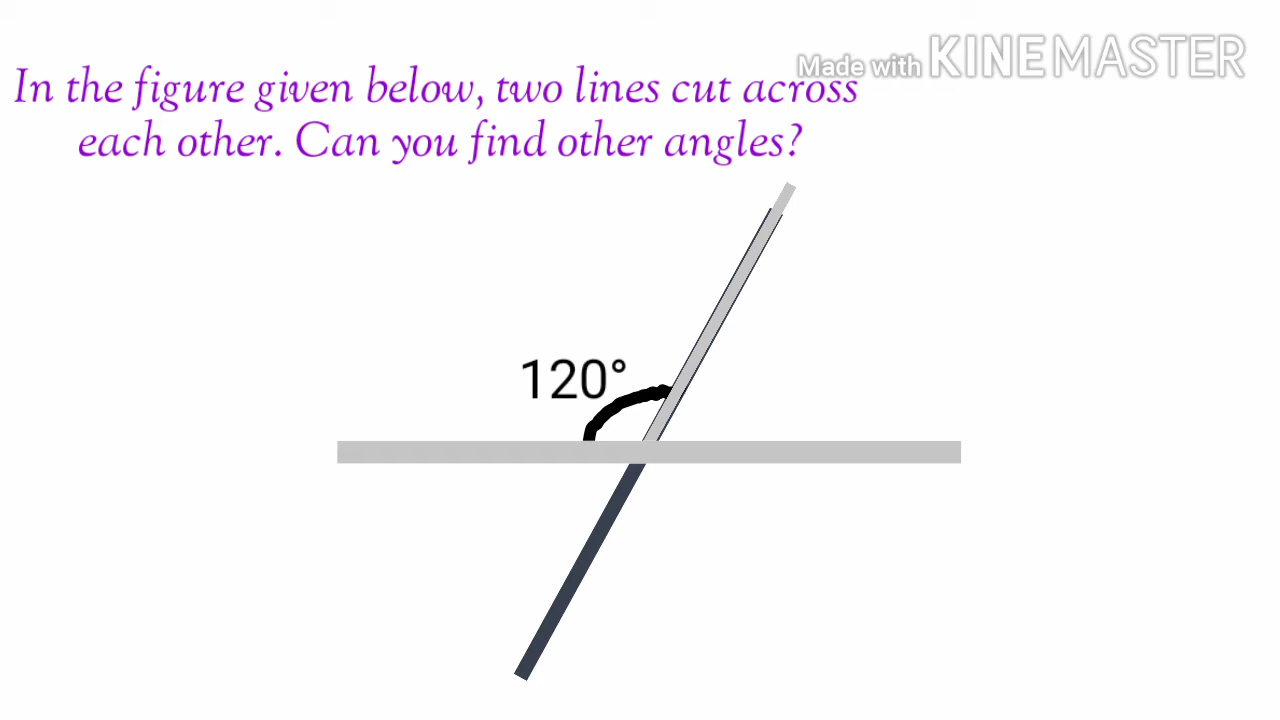 Made with KINEMASTER
In the figure given below, two lines cut across
each other. Can you find other angles?
120°